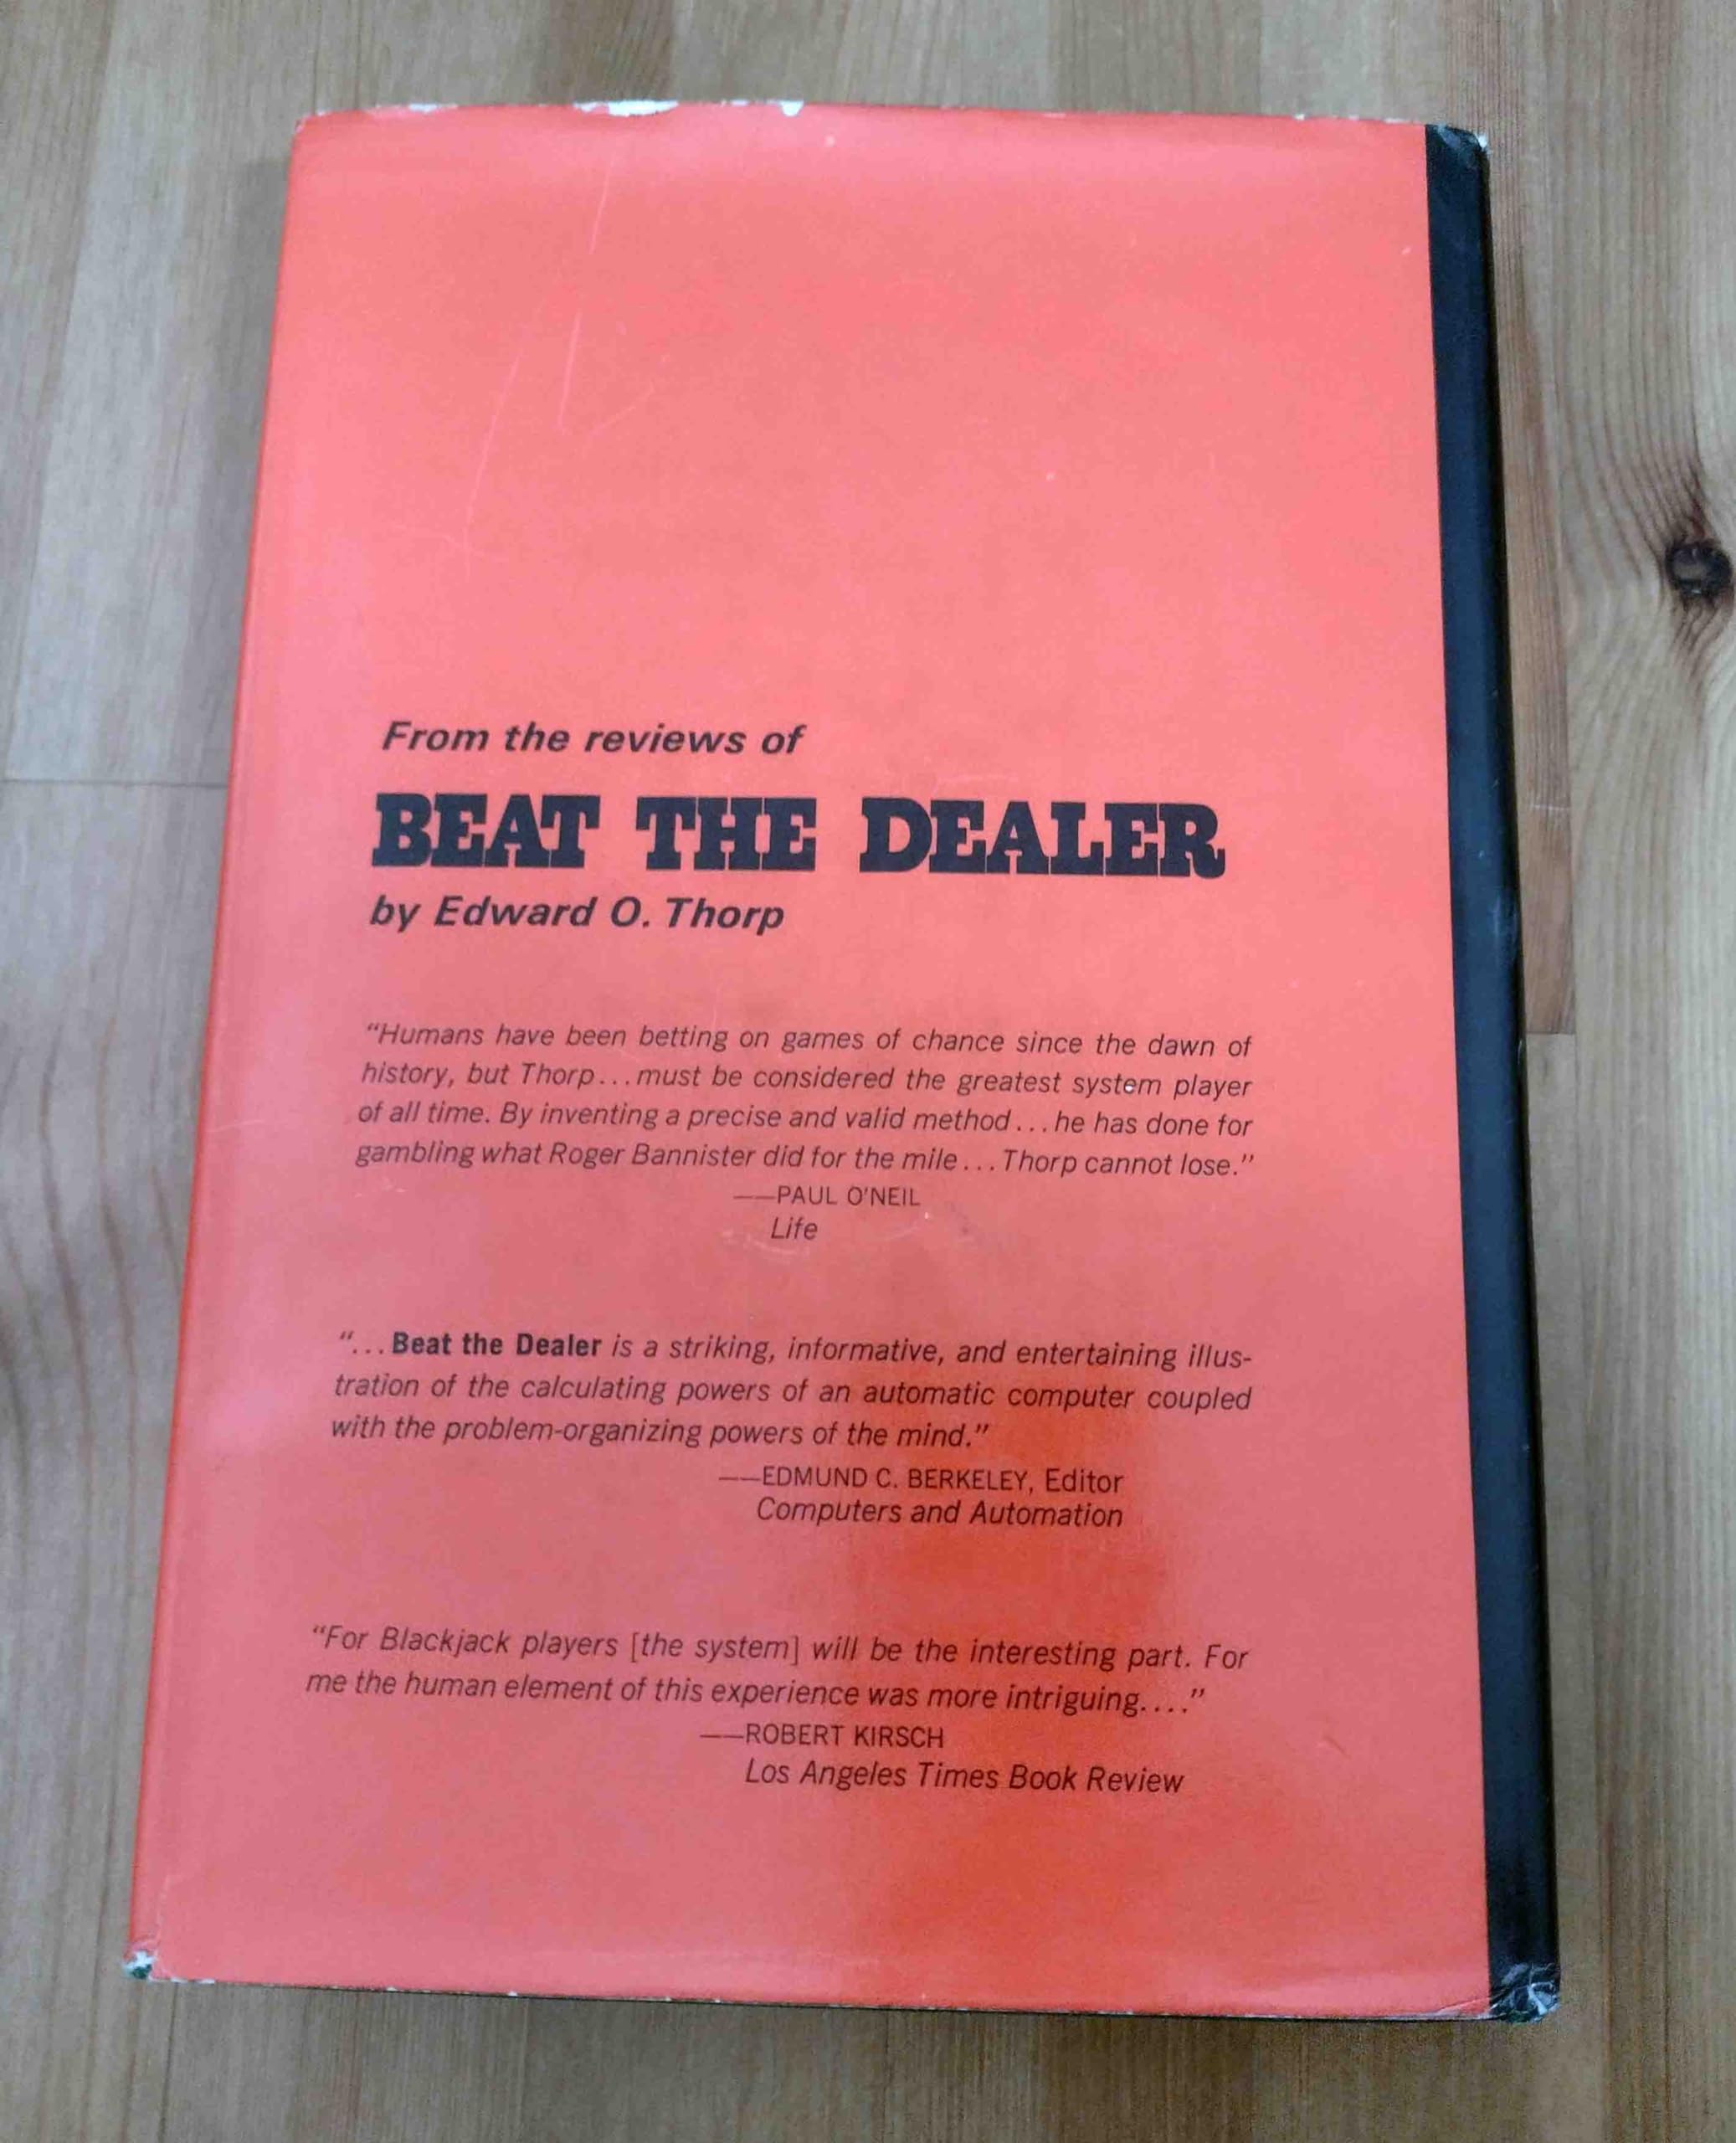 From the reviews of
BEAT THE DEALER
by Edward O. Thorp
“Humans have been betting on games of chance since the dawn of
history, but Thorp...must be considered the greatest system player
of all time. By inventing a precise and valid method...he has done for
gambling what Roger Bannister did for the mile... Thorp cannot lose.”
——PAUL O'NEIL
Life
“...Beat the Dealer is a striking, informative, and entertaining illus-
tration of the calculating powers of an automatic computer coupled
with the problem-organizing powers of the mind.”
——EDMUND C. BERKELEY, Editor
Computers and Automation
“For Blackjack players [the system] will be the interesting part. For
me the human element of this experience was more intriguing....”
——ROBERT KIRSCH
Los Angeles Times Book Review